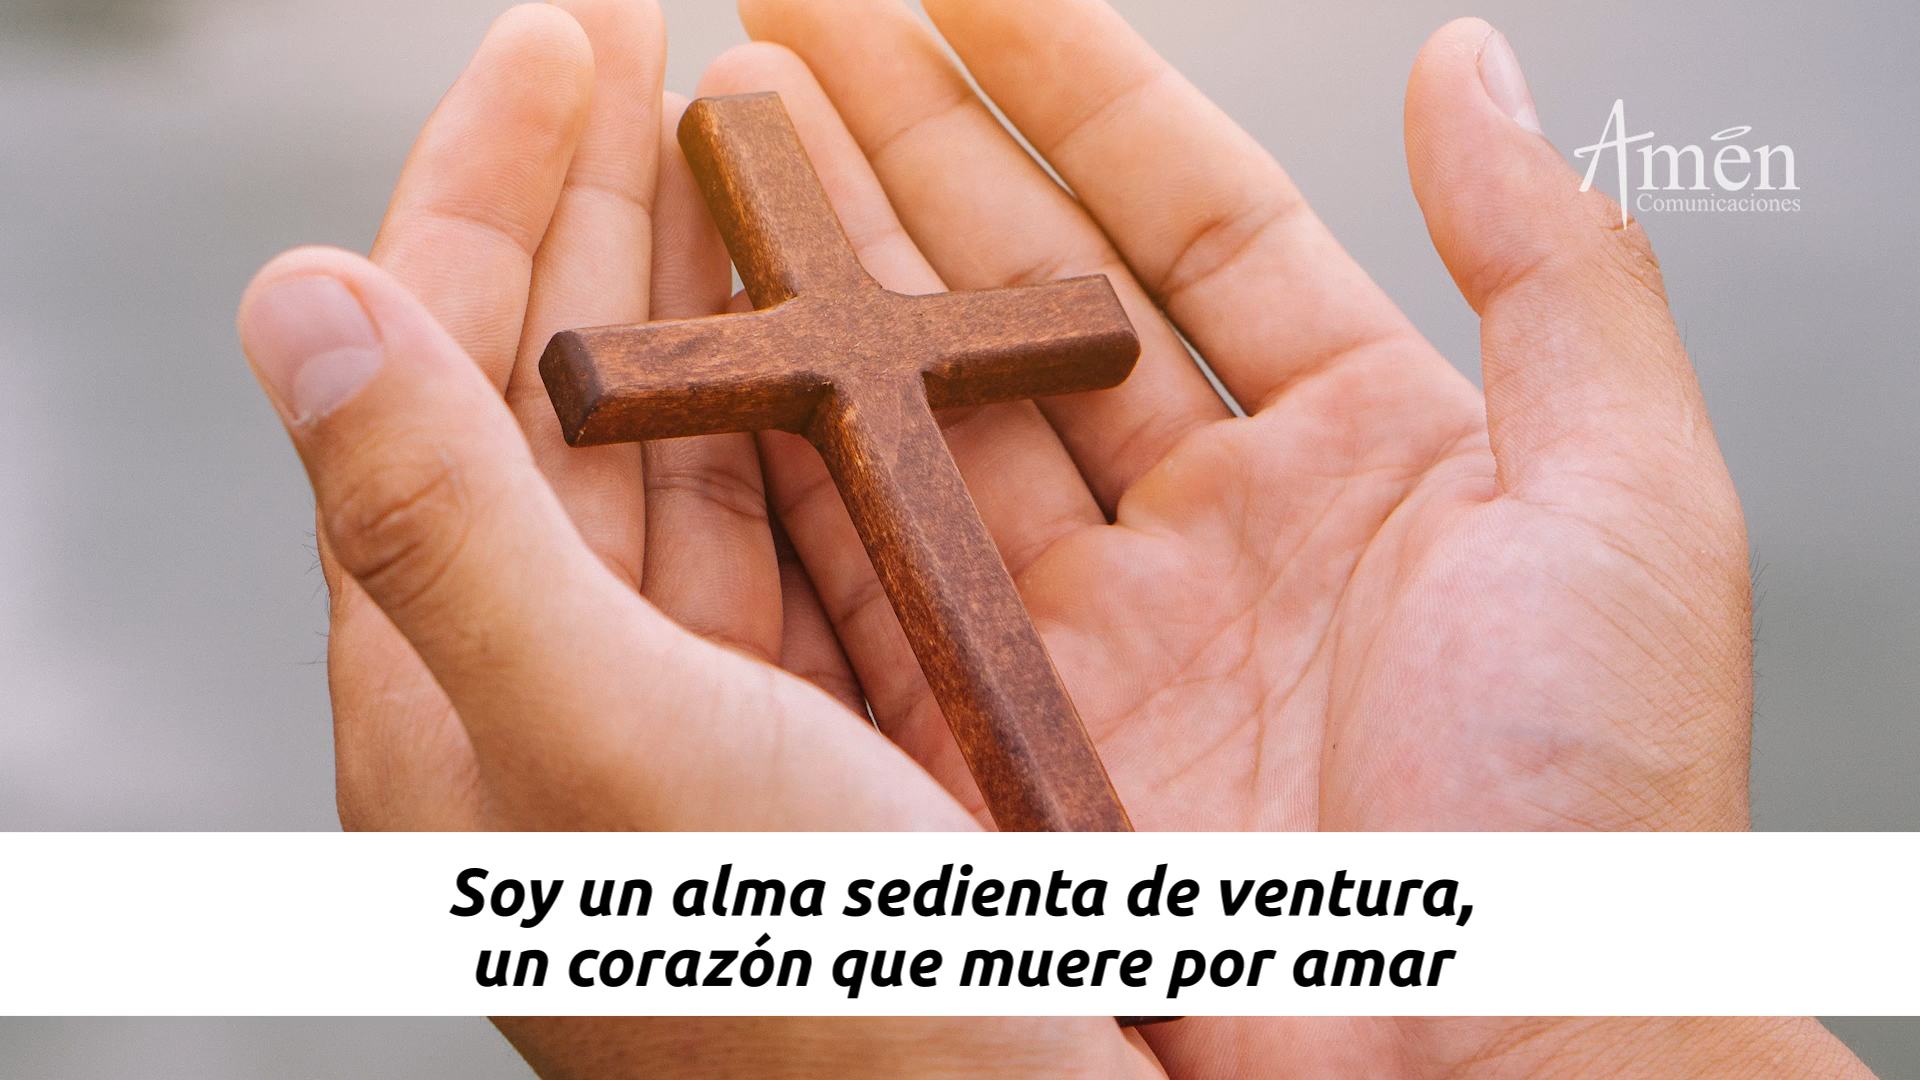 Amén
Comunicaciones
Soy un alma sedienta de ventura,
un corazón que muere por amar